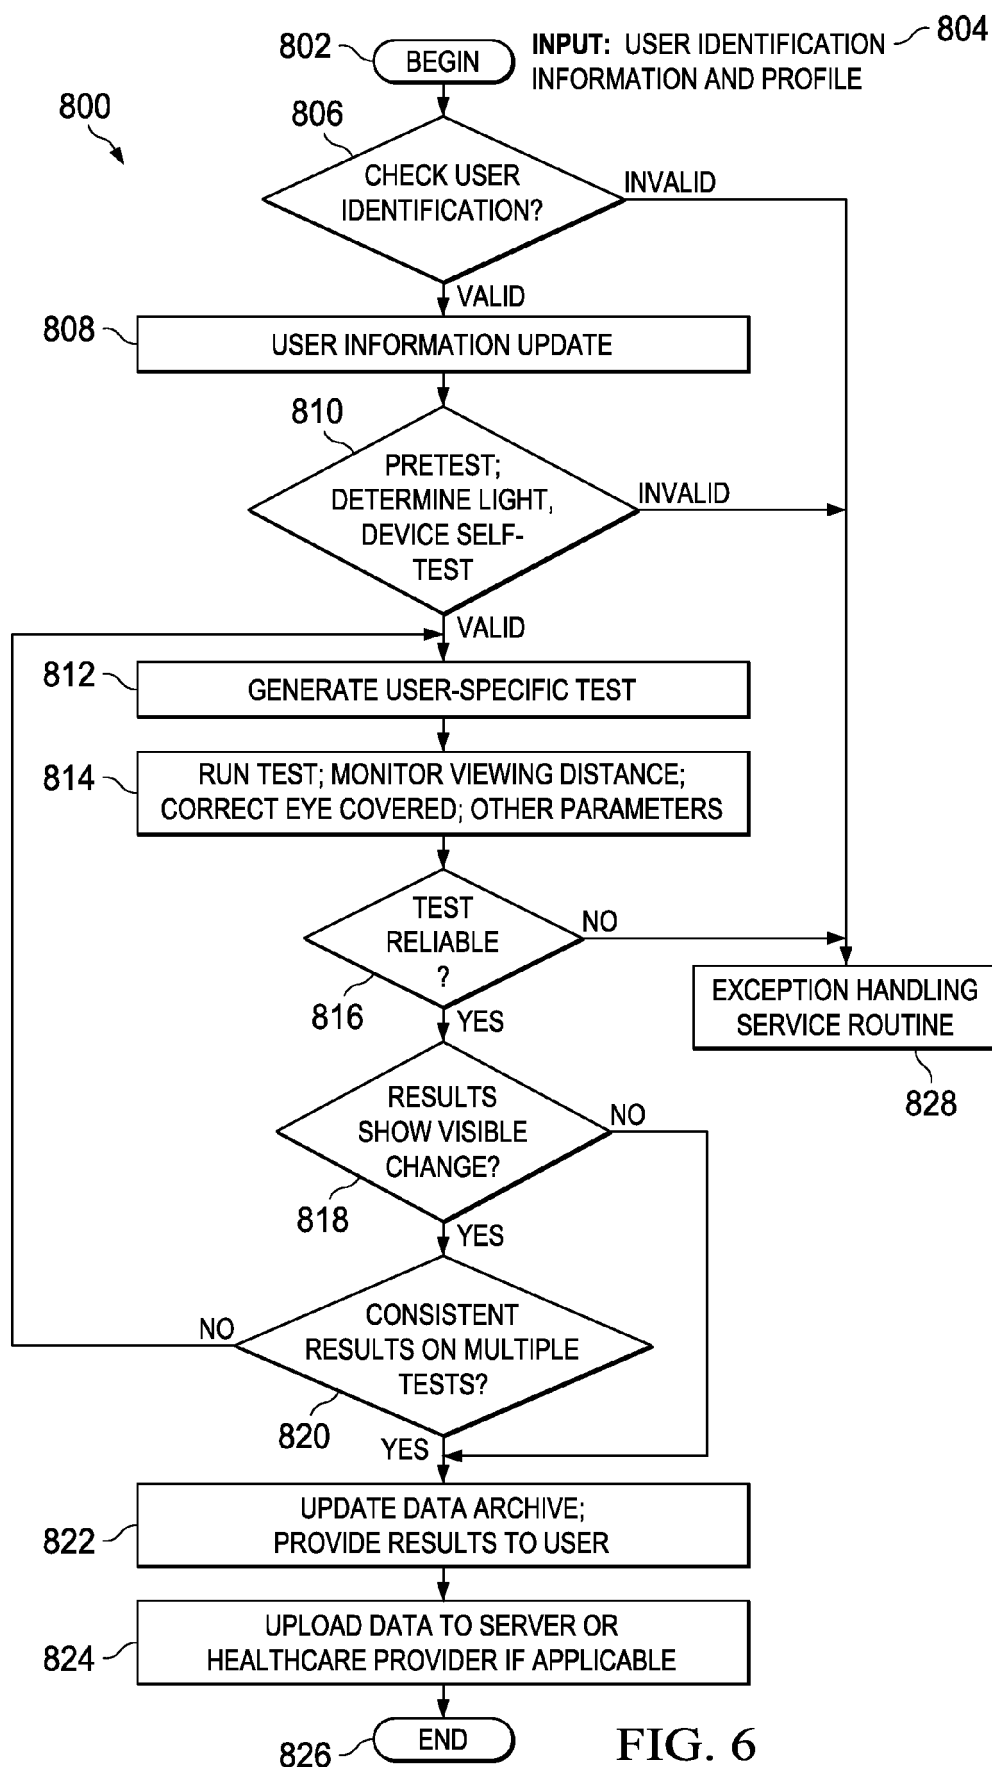 802
BEGIN
INPUT: USER IDENTIFICATION
INFORMATION AND PROFILE
804
800
806
CHECK USER
IDENTIFICATION?
INVALID
VALID
808
USER INFORMATION UPDATE
810
PRETEST;
DETERMINE LIGHT,
DEVICE SELF-
TEST
INVALID
VALID
812
GENERATE USER-SPECIFIC TEST
814
RUN TEST; MONITOR VIEWING DISTANCE;
CORRECT EYE COVERED; OTHER PARAMETERS
TEST
RELIABLE
?
NO
816
YES
EXCEPTION HANDLING
SERVICE ROUTINE
828
RESULTS
SHOW VISIBLE
CHANGE?
NO
818
YES
CONSISTENT
RESULTS ON MULTIPLE
TESTS?
NO
820
YES
822
UPDATE DATA ARCHIVE;
PROVIDE RESULTS TO USER
824
UPLOAD DATA TO SERVER OR
HEALTHCARE PROVIDER IF APPLICABLE
826
END
FIG. 6